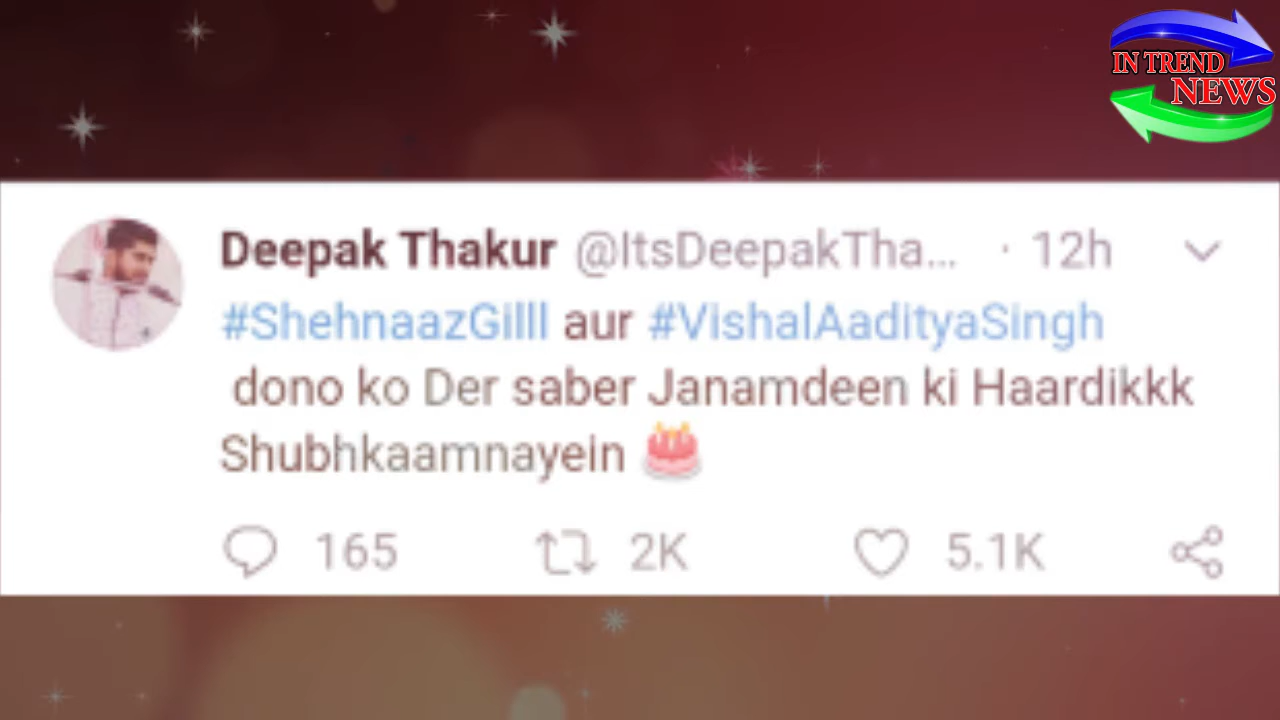 IN TREND
NEWS
Deepak Thakur @ItsDeepakTha... · 12h
#ShehnaazGilll aur #VishalAadityaSingh
dono ko Der saber Janamdeen ki Haardikkk
Shubhkaamnayein 🎂
165 2K 5.1K